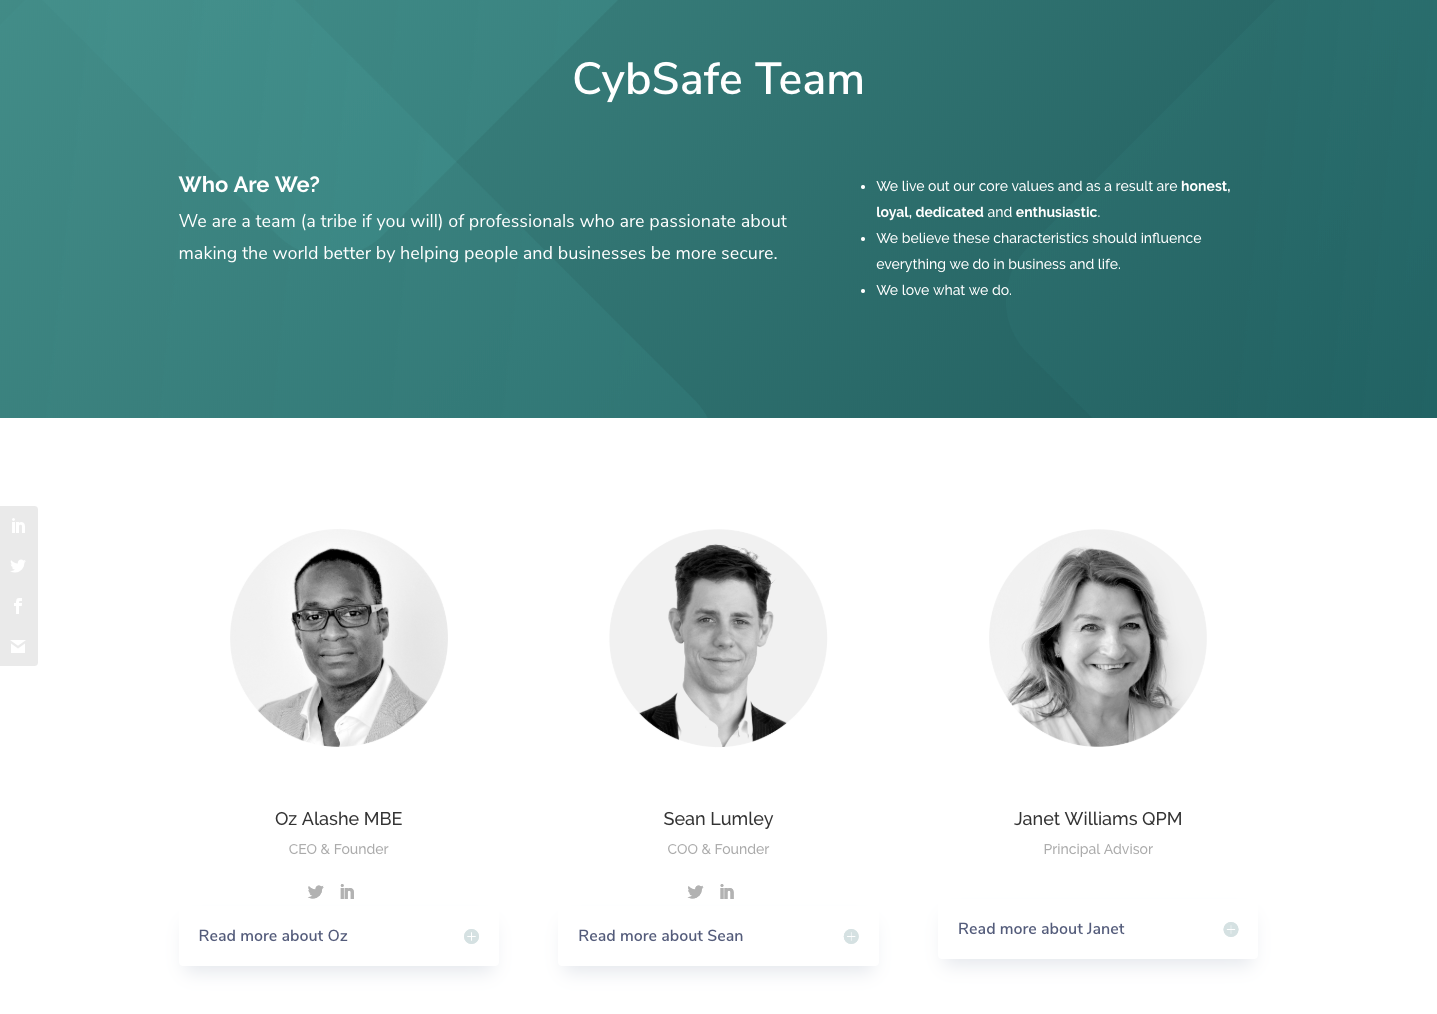 CybSafe Team
Who Are We?
We are a team (a tribe if you will) of professionals who are passionate about
making the world better by helping people and businesses be more secure.
We live out our core values and as a result are honest,
loyal, dedicated and enthusiastic.
We believe these characteristics should influence
everything we do in business and life.
We love what we do.
Oz Alashe MBE
CEO & Founder
Read more about Oz
Sean Lumley
COO & Founder
Read more about Sean
Janet Williams QPM
Principal Advisor
Read more about Janet